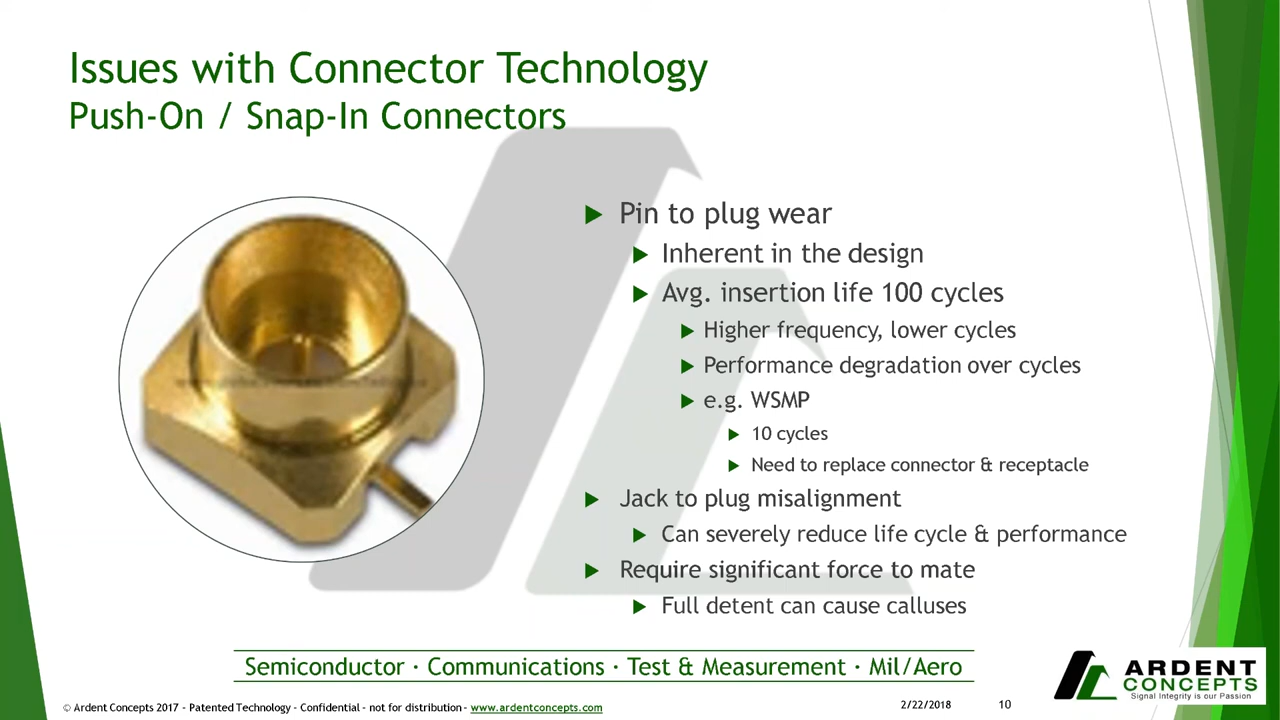 Issues with Connector Technology
Push-On / Snap-In Connectors
Pin to plug wear
Inherent in the design
Avg. insertion life 100 cycles
Higher frequency, lower cycles
Performance degradation over cycles
e.g. WSMP
10 cycles
Need to replace connector & receptacle
Jack to plug misalignment
Can severely reduce life cycle & performance
Require significant force to mate
Full detent can cause calluses
Semiconductor · Communications · Test & Measurement · Mil/Aero
© Ardent Concepts 2017 - Patented Technology - Confidential - not for distribution - www.ardentconcepts.com
2/22/2018
10
ARDENT
CONCEPTS
Signal Integrity is our Passion